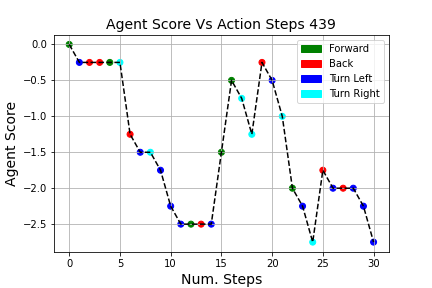 Agent Score Vs Action Steps 439
Agent Score
0.0
−0.5
−1.0
−1.5
−2.0
−2.5
Forward
Back
Turn Left
Turn Right
0 5 10 15 20 25 30
Num. Steps